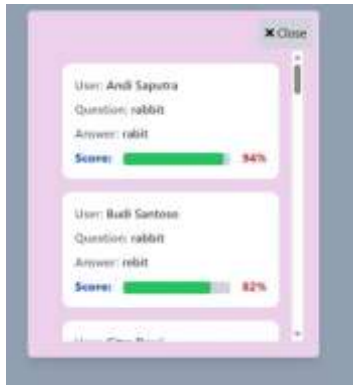 ✖ Close
User: Andi Saputra
Question: rabbit
Answer: rabit
Score: 94%
User: Budi Santoso
Question: rabbit
Answer: rebit
Score: 82%